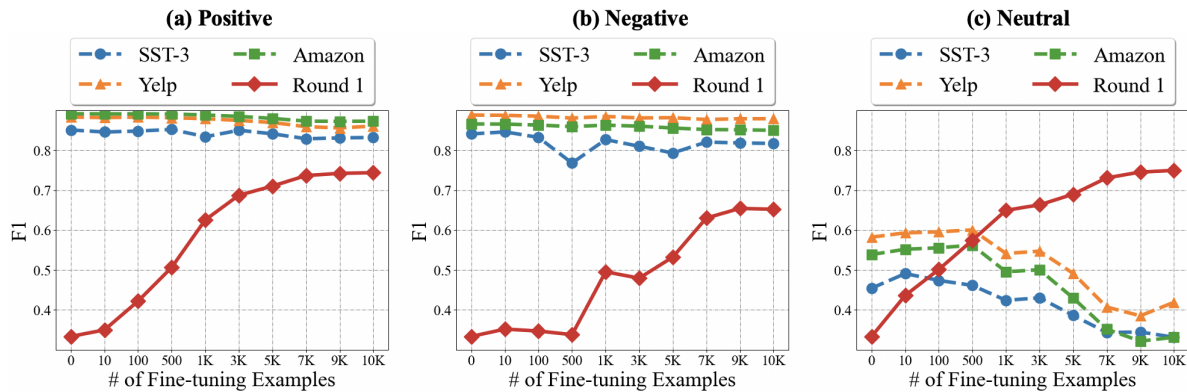 (a) Positive
SST-3 Amazon
Yelp Round 1
F1
0.8
0.7
0.6
0.5
0.4
0 10 100 500 1K 3K 5K 7K 9K 10K
# of Fine-tuning Examples
(b) Negative
SST-3 Amazon
Yelp Round 1
F1
0.8
0.7
0.6
0.5
0.4
0 10 100 500 1K 3K 5K 7K 9K 10K
# of Fine-tuning Examples
(c) Neutral
SST-3 Amazon
Yelp Round 1
F1
0.8
0.7
0.6
0.5
0.4
0 10 100 500 1K 3K 5K 7K 9K 10K
# of Fine-tuning Examples